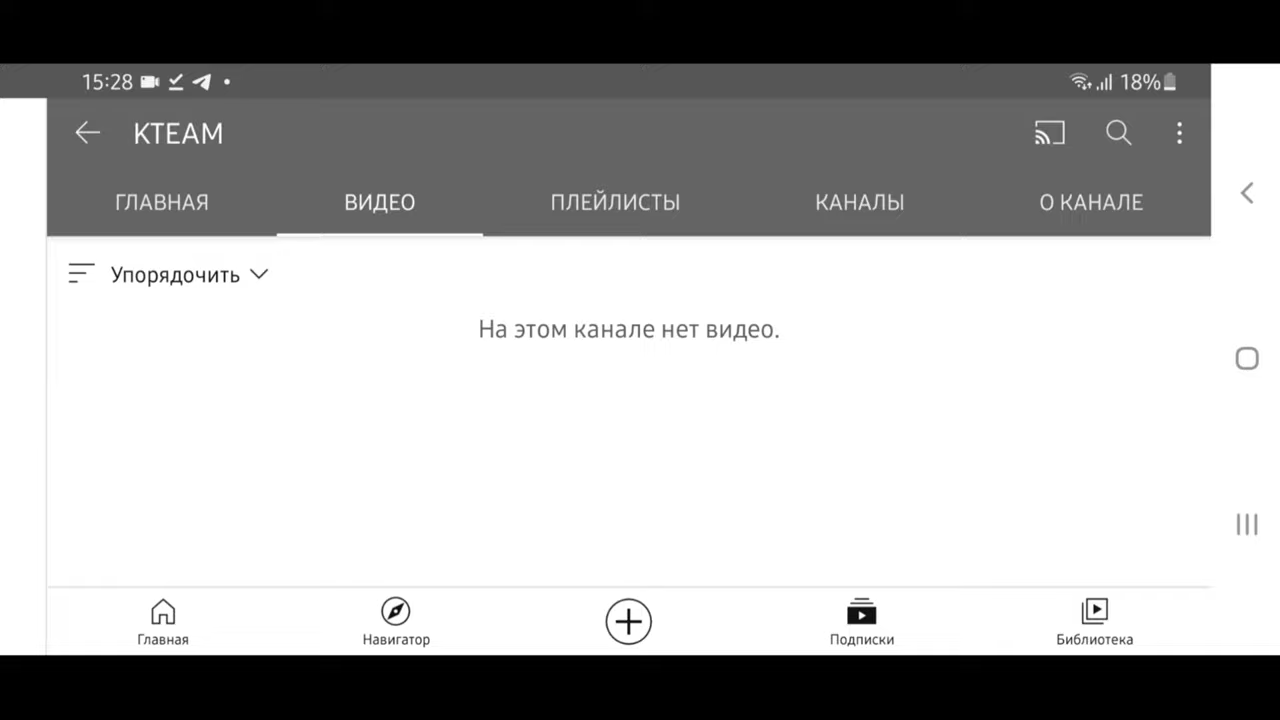 15:28
18%
KTEAM
ГЛАВНАЯ ВИДЕО ПЛЕЙЛИСТЫ КАНАЛЫ О КАНАЛЕ
Упорядочить
На этом канале нет видео.
Главная Навигатор Подписки Библиотека